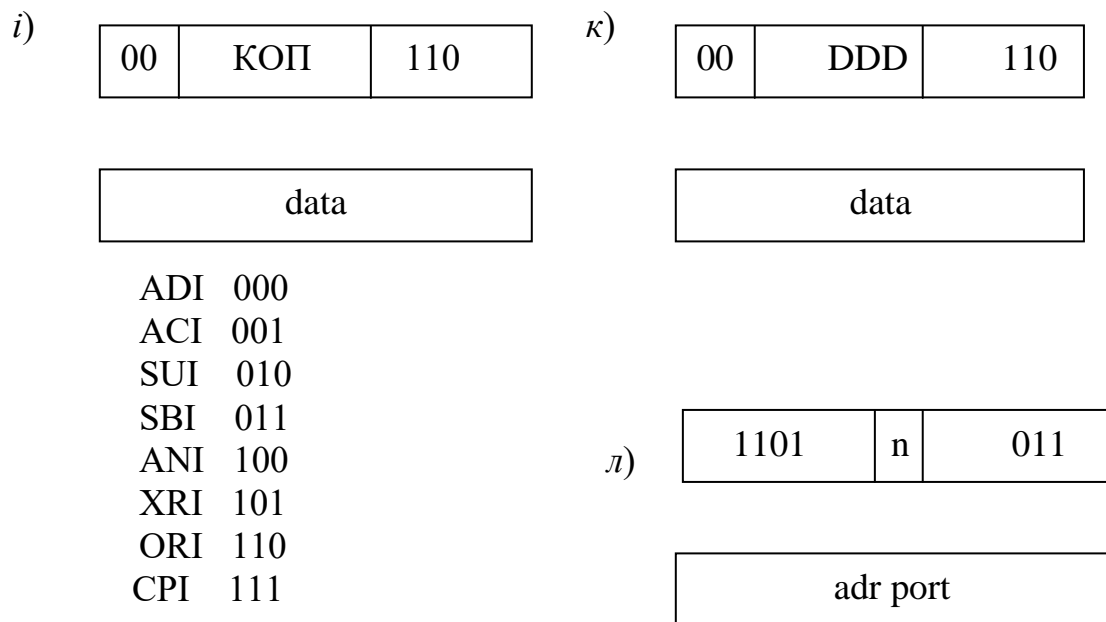 і)
00 КОП 110
data
ADI 000
ACI 001
SUI 010
SBI 011
ANI 100
XRI 101
ORI 110
CPI 111
к)
00 DDD 110
data
л)
1101 n 011
adr port